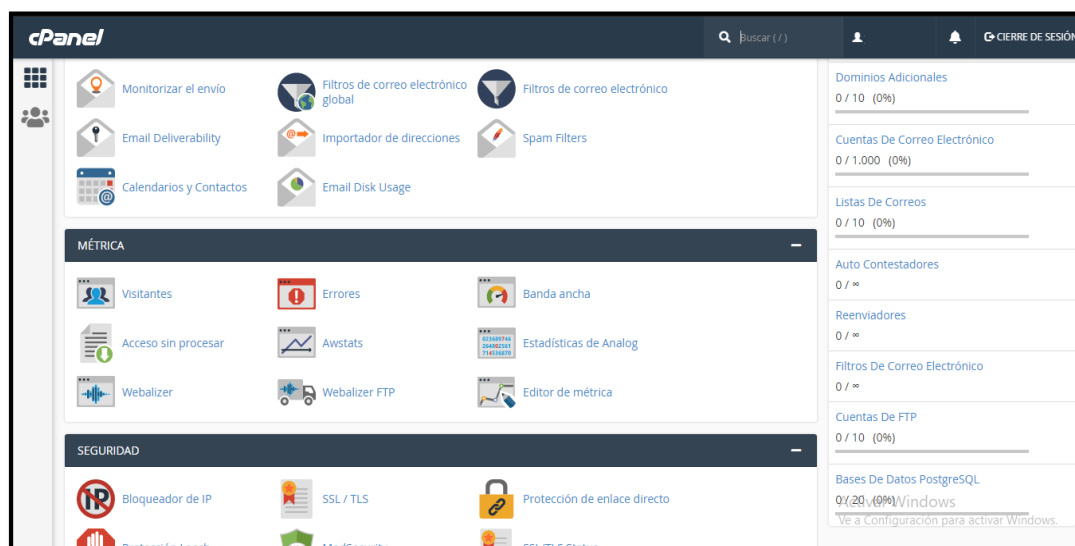 cPanel
Buscar ( / )
CIERRE DE SESIÓN
Monitorizar el envío
Filtros de correo electrónico
global
Filtros de correo electrónico
Email Deliverability
Importador de direcciones
Spam Filters
Calendarios y Contactos
Email Disk Usage
MÉTRICA
Visitantes
Errores
Banda ancha
Acceso sin procesar
Awstats
Estadísticas de Analog
Webalizer
Webalizer FTP
Editor de métrica
SEGURIDAD
Bloqueador de IP
SSL / TLS
Protección de enlace directo
Dominios Adicionales
0 / 10 (0%)
Cuentas De Correo Electrónico
0 / 1.000 (0%)
Listas De Correos
0 / 10 (0%)
Auto Contestadores
0 / ∞
Reenviadores
0 / ∞
Filtros De Correo Electrónico
0 / ∞
Cuentas De FTP
0 / 10 (0%)
Bases De Datos PostgreSQL
0 / 20 (0%)
Activar Windows
Ve a Configuración para activar Windows.